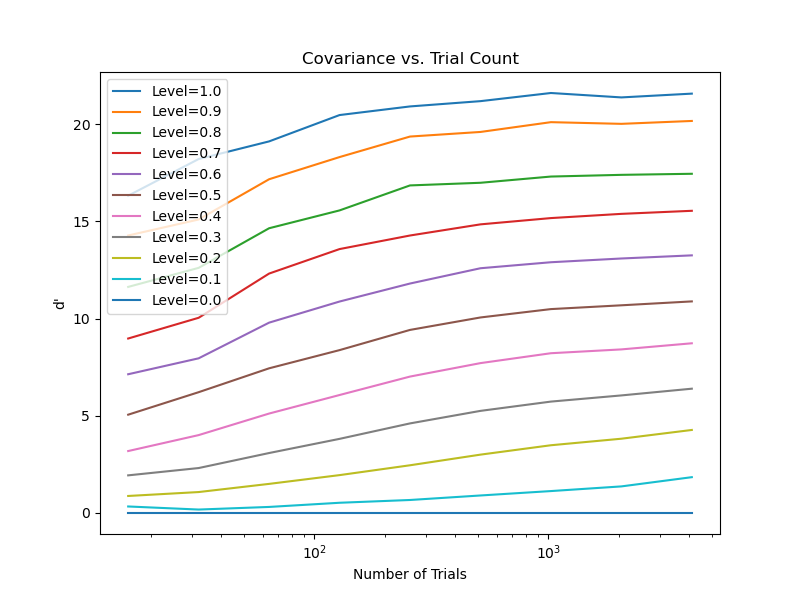 Covariance vs. Trial Count
Level=1.0
Level=0.9
Level=0.8
Level=0.7
Level=0.6
Level=0.5
Level=0.4
Level=0.3
Level=0.2
Level=0.1
Level=0.0
20
15
10
5
0
d'
10²
10³
Number of Trials